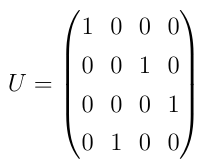 1 0 0 0
0 0 1 0
U = 0 0 0 1
0 1 0 0